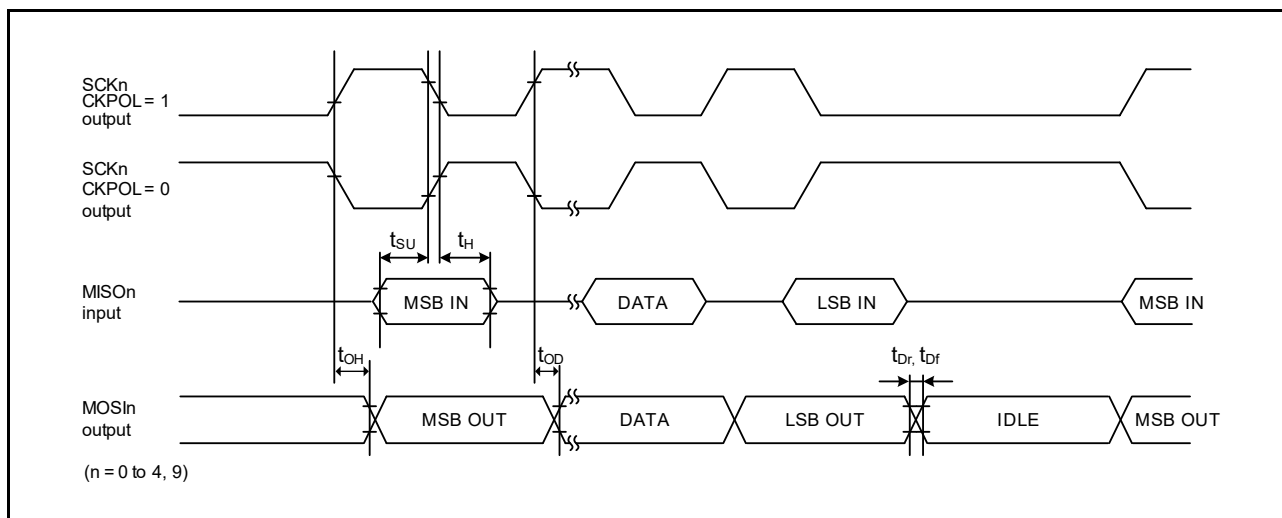 SCKn
CKPOL = 1
output
SCKn
CKPOL = 0
output
tSU
tH
MISOn
input
MSB IN
DATA
LSB IN
MSB IN
tOH
tOD
tDr, tDf
MOSIn
output
MSB OUT
DATA
LSB OUT
IDLE
MSB OUT
(n = 0 to 4, 9)